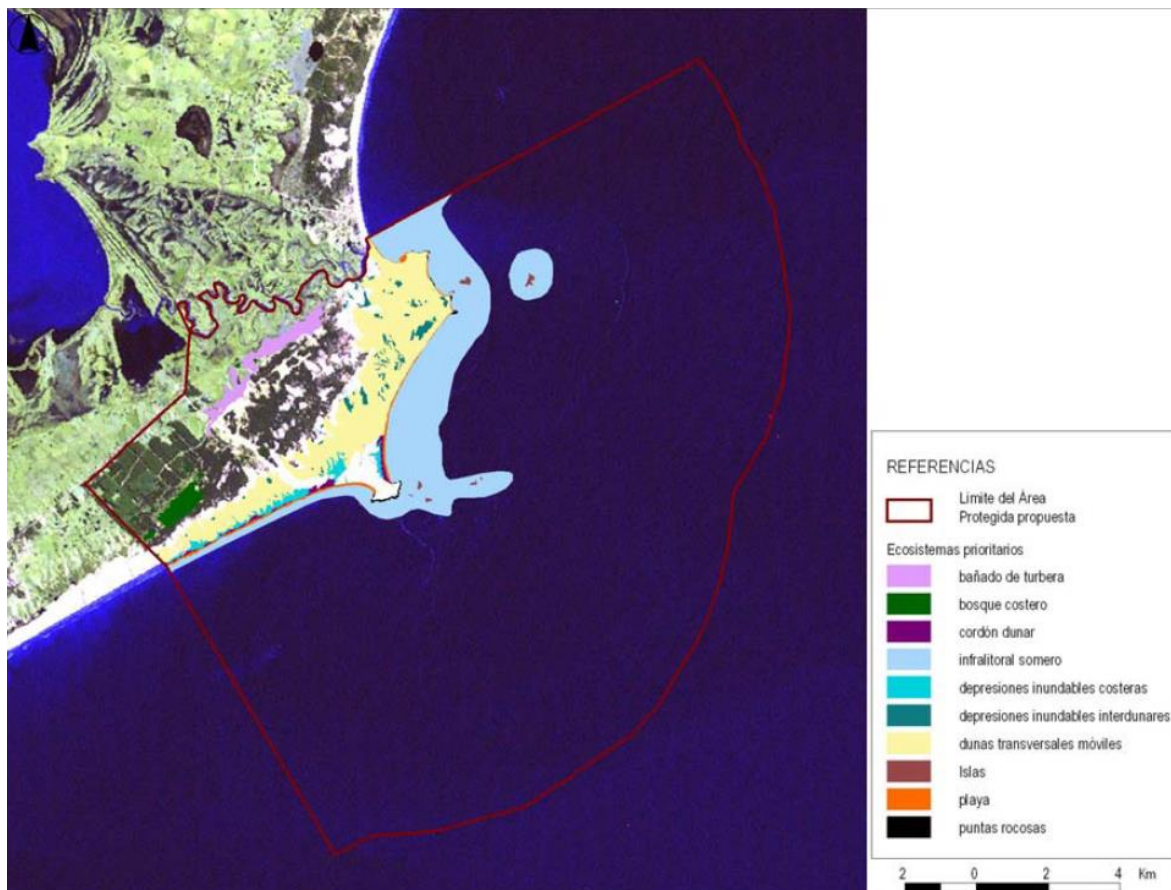 REFERENCIAS
Límite del Área
Protegida propuesta
Ecosistemas prioritarios
bañado de turbera
bosque costero
cordón dunar
infralitoral somero
depresiones inundables costeras
depresiones inundables interdunares
dunas transversales móviles
Islas
playa
puntas rocosas
2 0 2 4 Km